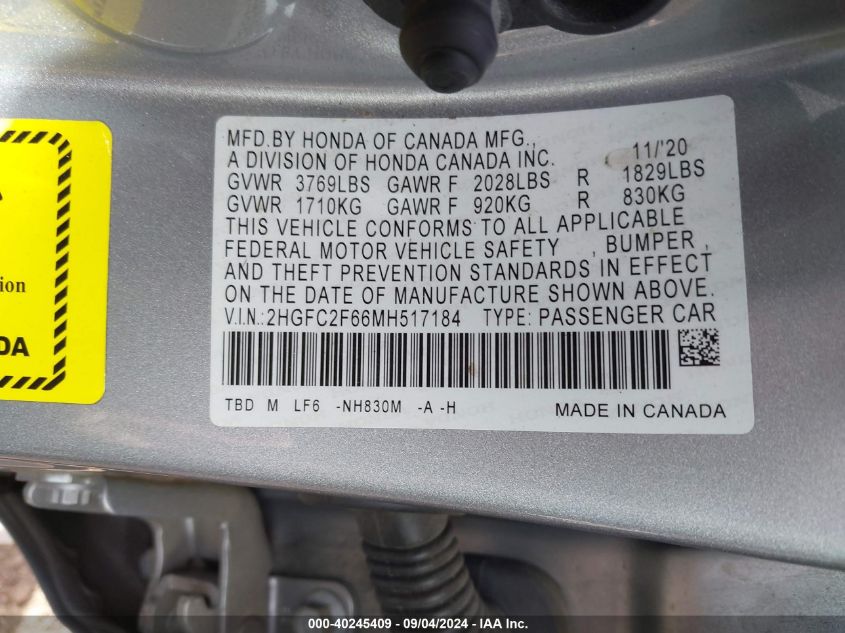 MFD.BY HONDA OF CANADA MFG., 11/'20
A DIVISION OF HONDA CANADA INC.
GVWR 3769LBS GAWR F 2028LBS R 1829LBS
GVWR 1710KG GAWR F 920KG R 830KG
THIS VEHICLE CONFORMS TO ALL APPLICABLE
FEDERAL MOTOR VEHICLE SAFETY , BUMPER ,
AND THEFT PREVENTION STANDARDS IN EFFECT
ON THE DATE OF MANUFACTURE SHOWN ABOVE.
V.I.N.:2HGFC2F66MH517184 TYPE: PASSENGER CAR
TBD M LF6 -NH830M -A -H MADE IN CANADA
000-40245409 - 09/04/2024 - IAA Inc.